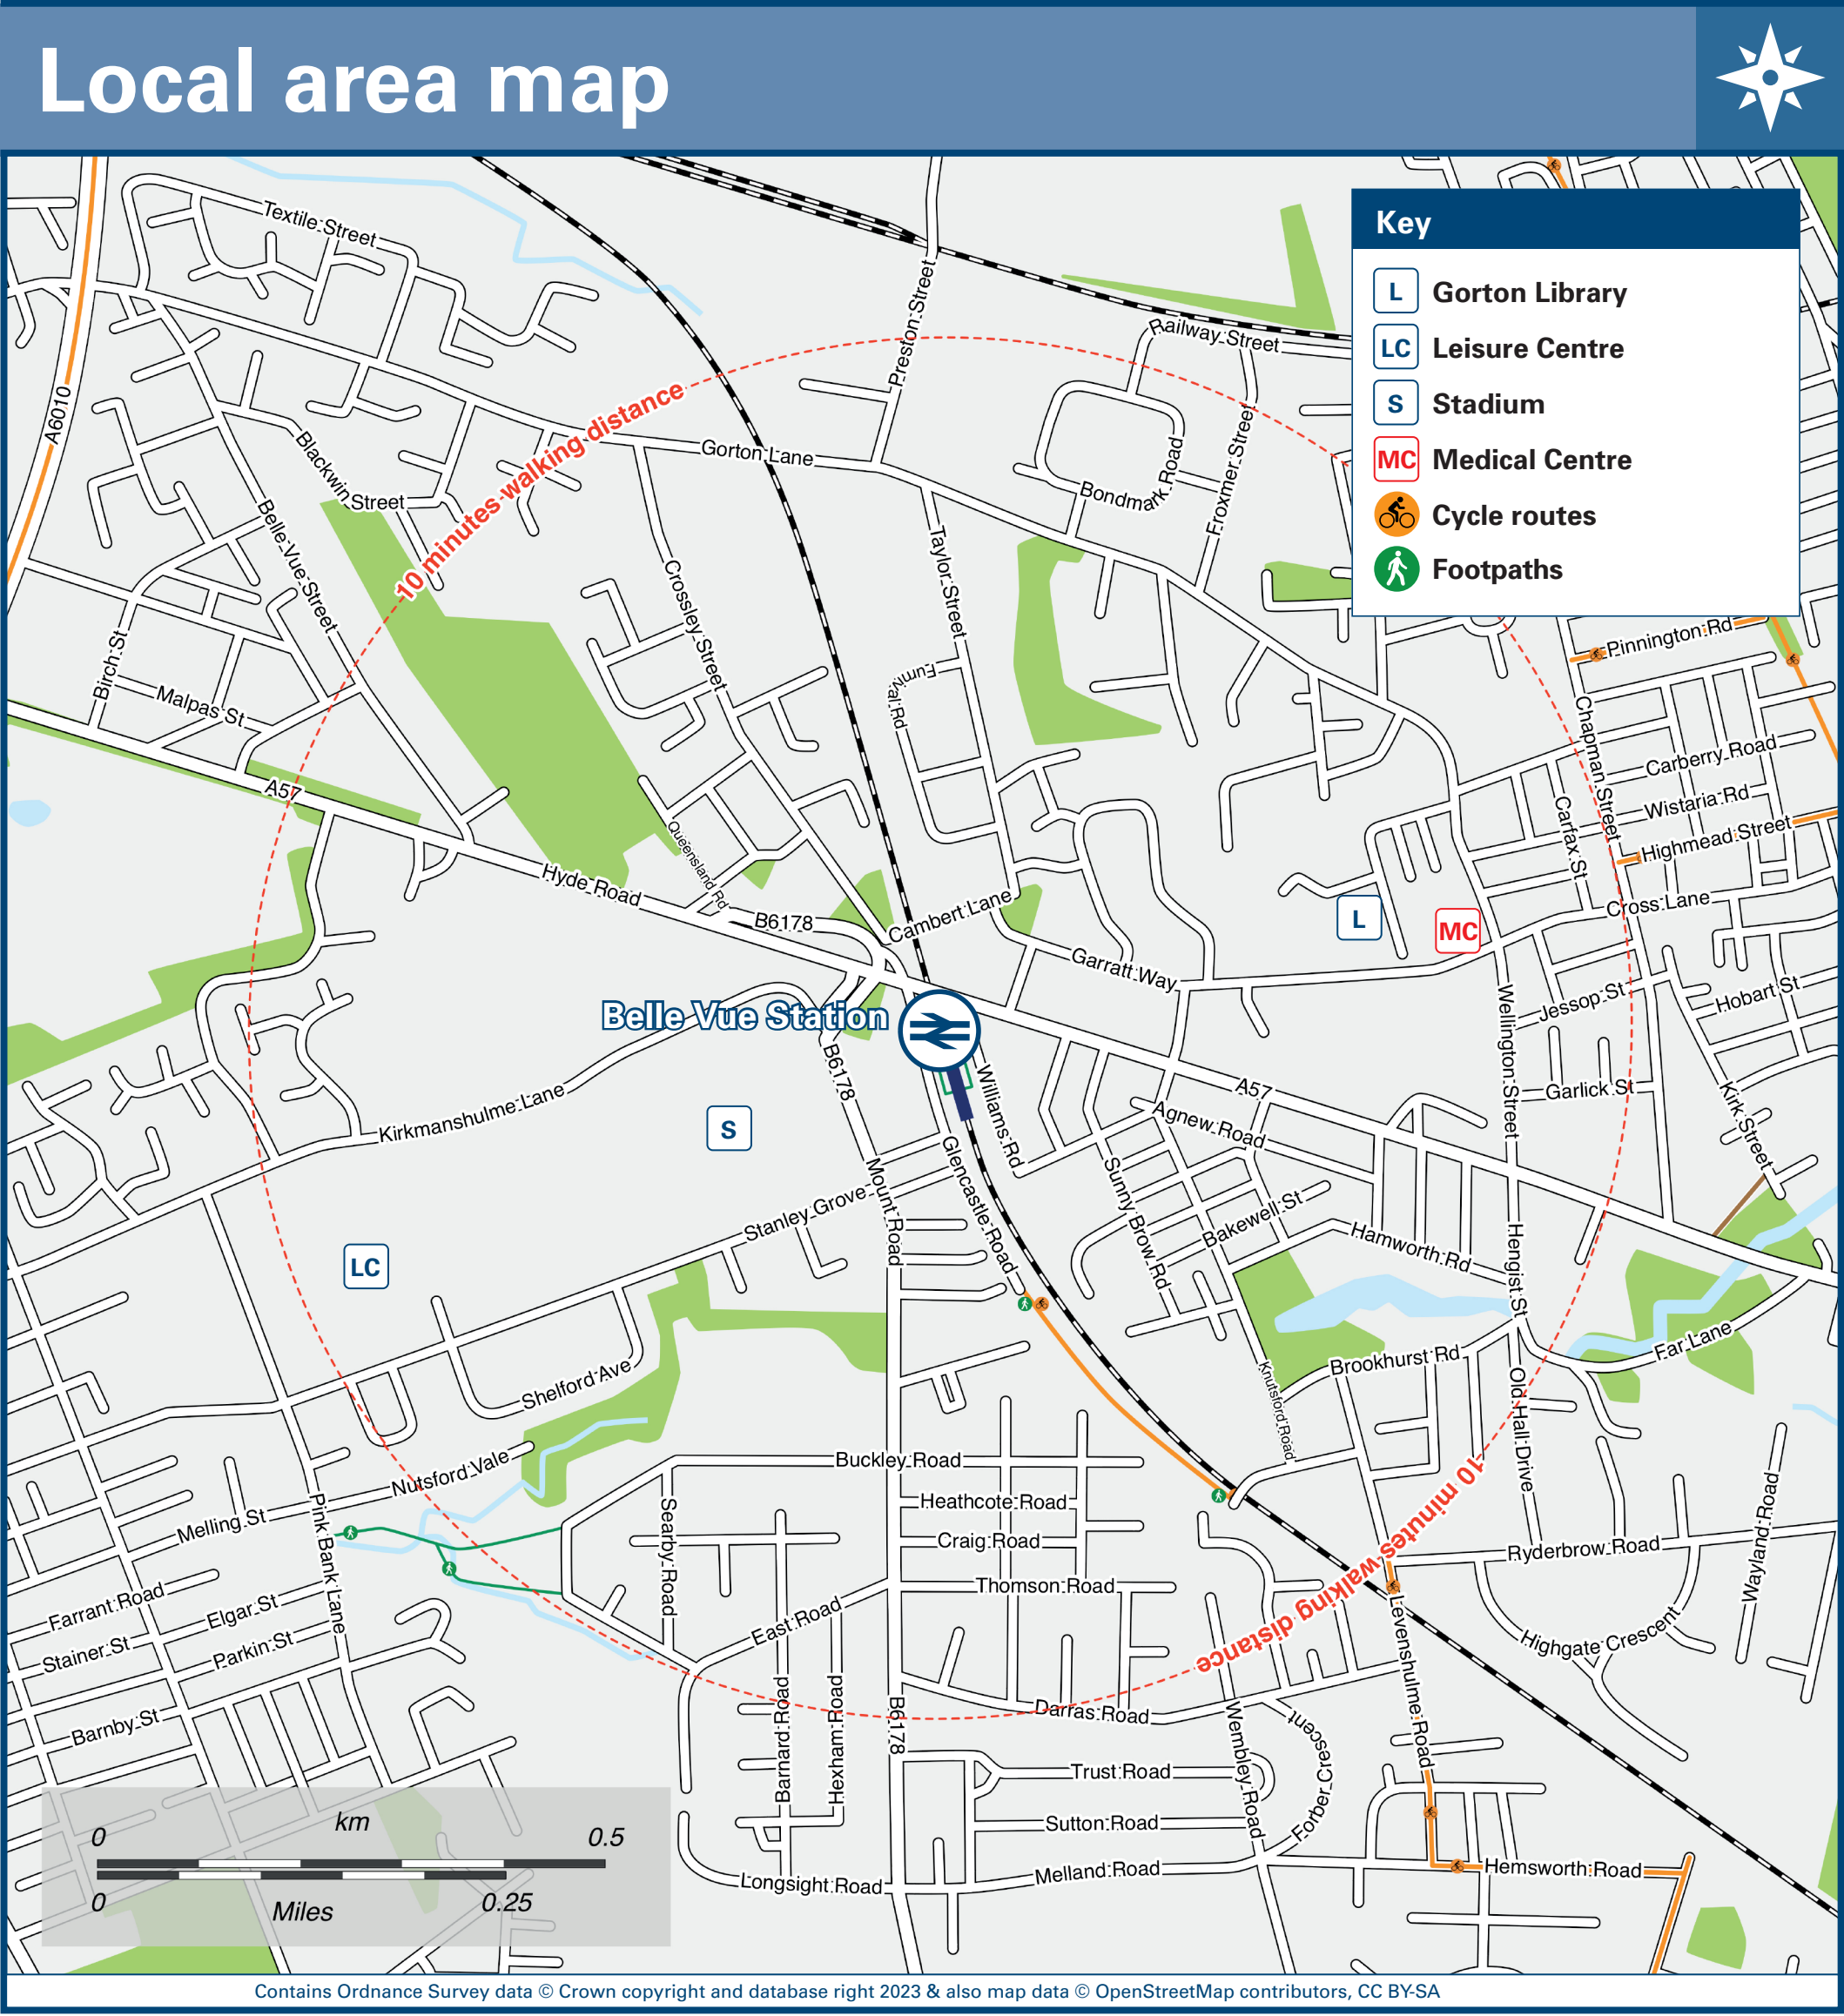 Local area map
Key
L Gorton Library
LC Leisure Centre
S Stadium
MC Medical Centre
Cycle routes
Footpaths
Textile Street
A6010
Preston Street
Railway Street
10 minutes walking distance
Gorton Lane
Blackwin Street
Bondmark Road
Froxmer Street
Belle Vue Street
Taylor Street
Crossley Street
Birch St
Malpas St
Furnival Rd
Pinnington Rd
Chapman Street
Carberry Road
Wistaria Rd
Highmead Street
Carfax St
Cross Lane
A57
Hyde Road
Queensland Rd
B6178
Cambert Lane
L
MC
Garratt Way
Wellington Street
Jessop St
Hobart St
Belle Vue Station
B6178
Williams Rd
A57
Garlick St
Kirk Street
Kirkmanshulme Lane
S
Agnew Road
Glencastle Road
Mount Road
Sunny Brow Rd
Stanley Grove
Bakewell St
Hamworth Rd
Hengist St
LC
Far Lane
Shelford Ave
Knutsford Road
Brookhurst Rd
Old Hall Drive
Nutsford Vale
Buckley Road
Melling St
Pink Bank Lane
Searby Road
Heathcote Road
Craig Road
10 minutes walking distance
Ryderbrow Road
Wayland Road
Farrant Road
Elgar St
Thomson Road
East Road
Levenshulme Road
Highgate Crescent
Stainer St
Parkin St
Barnby St
Barnard Road
Hexham Road
B6178
Darras Road
Wembley Road
Forber Crescent
Trust Road
Sutton Road
Melland Road
Longsight Road
Hemsworth Road
km
0 0.5
0 0.25
Miles
Contains Ordnance Survey data © Crown copyright and database right 2023 & also map data © OpenStreetMap contributors, CC BY-SA